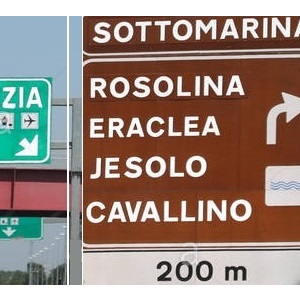 ZIA
SOTTOMARINA
ROSOLINA
ERACLEA
JESOLO
CAVALLINO
200 m